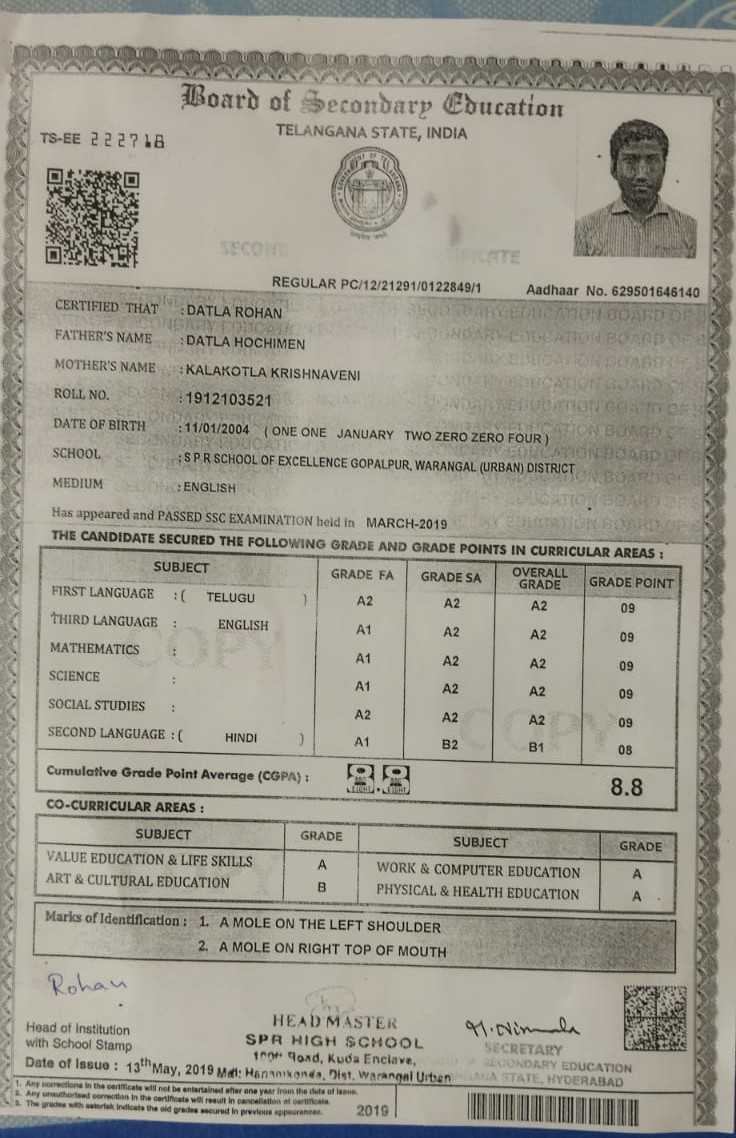 Board of Secondary Education
TELANGANA STATE, INDIA
TS-EE 222718
SECOND CERTIFICATE
REGULAR PC/12/21291/0122849/1 Aadhaar No. 629501646140
CERTIFIED THAT : DATLA ROHAN
FATHER'S NAME : DATLA HOCHIMEN
MOTHER'S NAME : KALAKOTLA KRISHNAVENI
ROLL NO. : 1912103521
DATE OF BIRTH : 11/01/2004 ( ONE ONE JANUARY TWO ZERO ZERO FOUR )
SCHOOL : S P R SCHOOL OF EXCELLENCE GOPALPUR, WARANGAL (URBAN) DISTRICT
MEDIUM : ENGLISH
Has appeared and PASSED SSC EXAMINATION held in MARCH-2019
THE CANDIDATE SECURED THE FOLLOWING GRADE AND GRADE POINTS IN CURRICULAR AREAS :
SUBJECT GRADE FA GRADE SA OVERALL GRADE GRADE POINT
FIRST LANGUAGE : ( TELUGU ) A2 A2 A2 09
THIRD LANGUAGE : ENGLISH A1 A2 A2 09
MATHEMATICS : A1 A2 A2 09
SCIENCE : A1 A2 A2 09
SOCIAL STUDIES : A2 A2 A2 09
SECOND LANGUAGE : ( HINDI ) A1 B2 B1 08
COPY COPY
Cumulative Grade Point Average (CGPA) : 8.8
CO-CURRICULAR AREAS :
SUBJECT GRADE SUBJECT GRADE
VALUE EDUCATION & LIFE SKILLS A WORK & COMPUTER EDUCATION A
ART & CULTURAL EDUCATION B PHYSICAL & HEALTH EDUCATION A
Marks of Identification : 1. A MOLE ON THE LEFT SHOULDER
2. A MOLE ON RIGHT TOP OF MOUTH
Rohan
Head of Institution
with School Stamp
HEAD MASTER
SPR HIGH SCHOOL
Road, Kuda Enclave,
Mdl: Hanamkonda, Dist. Warangal Urban
SECRETARY
SECONDARY EDUCATION
STATE, HYDERABAD
Date of Issue : 13th May, 2019
1. Any corrections in the certificate will not be entertained after one year from the date of issue.
2. Any unauthorised correction in the certificate will result in cancellation of certificate.
3. The grades with asterisk indicate the old grades secured in previous appearances.
2019